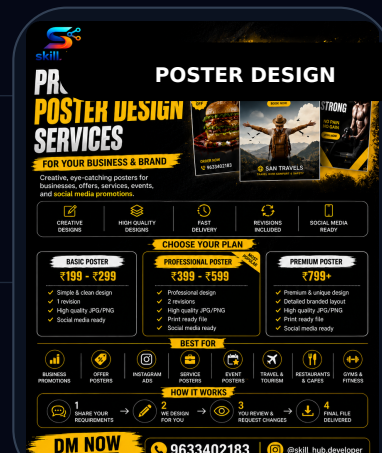 skill.
POSTER DESIGN
POSTER DESIGN
SERVICES
FOR YOUR BUSINESS & BRAND
Creative, eye-catching posters for
businesses, offers, services, events,
and social media promotions.
OFF
ORDER NOW
9633402183
BOOK NOW
SAN TRAVELS
STRONG
NO PAIN
NO GAIN
CREATIVE
DESIGNS
HIGH QUALITY
DESIGNS
FAST
DELIVERY
REVISIONS
INCLUDED
SOCIAL MEDIA
READY
CHOOSE YOUR PLAN
BASIC POSTER
₹199 - ₹299
✓ Simple & clean design
✓ 1 revision
✓ High quality JPG/PNG
✓ Social media ready
PROFESSIONAL POSTER
₹399 - ₹599
✓ Professional design
✓ 2 revisions
✓ High quality JPG/PNG
✓ Print ready file
✓ Social media ready
PREMIUM POSTER
₹799+
✓ Premium & unique design
✓ Detailed branded layout
✓ High quality JPG/PNG
✓ Print ready file
✓ Social media ready
BEST FOR
BUSINESS
PROMOTIONS
OFFER
POSTERS
INSTAGRAM
ADS
SERVICE
POSTERS
EVENT
POSTERS
TRAVEL &
TOURISM
RESTAURANTS
& CAFES
GYMS &
FITNESS
HOW IT WORKS
1
SHARE YOUR
REQUIREMENTS
2
WE DESIGN
FOR YOU
3
YOU REVIEW &
REQUEST CHANGES
4
FINAL FILE
DELIVERED
DM NOW
9633402183
@skill_hub.developer